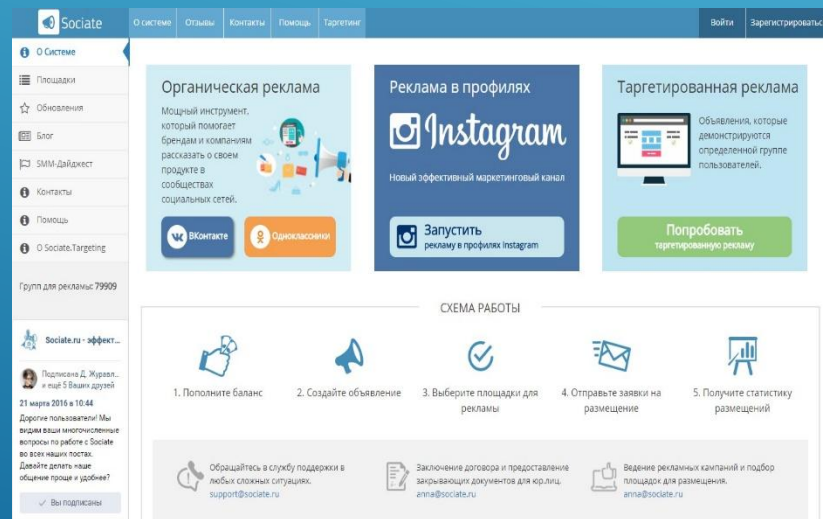 Sociate
О системе
Отзывы
Контакты
Помощь
Таргетинг
Войти
Зарегистрироватьс
О Системе
Площадки
Обновления
Блог
SMM-Дайджест
Контакты
Помощь
О Sociate.Targeting
Групп для рекламы: 79909
Sociate.ru - эффект...
Подписана Д. Журавл...
и ещё 5 Ваших друзей
21 марта 2016 в 10:44
Дорогие пользователи! Мы
видим ваши многочисленные
вопросы по работе с Sociate
во всех наших постах.
Давайте делать наше
общение проще и удобнее?
Вы подписаны
Органическая реклама
Мощный инструмент,
который помогает
брендам и компаниям
рассказать о своем
продукте в
сообществах
социальных сетей.
ВКонтакте
Одноклассники
Реклама в профилях
Instagram
Новый эффективный маркетинговый канал
Запустить
рекламу в профилях Instagram
Таргетированная реклама
Объявления, которые
демонстрируются
определенной группе
пользователей.
Попробовать
таргетированную рекламу
СХЕМА РАБОТЫ
1. Пополните баланс
2. Создайте объявление
3. Выберите площадки для
рекламы
4. Отправьте заявки на
размещение
5. Получите статистику
размещений
Обращайтесь в службу поддержки в
любых сложных ситуациях.
support@sociate.ru
Заключение договора и предоставление
закрывающих документов для юр.лиц.
anna@sociate.ru
Ведение рекламных кампаний и подбор
площадок для размещения.
anna@sociate.ru